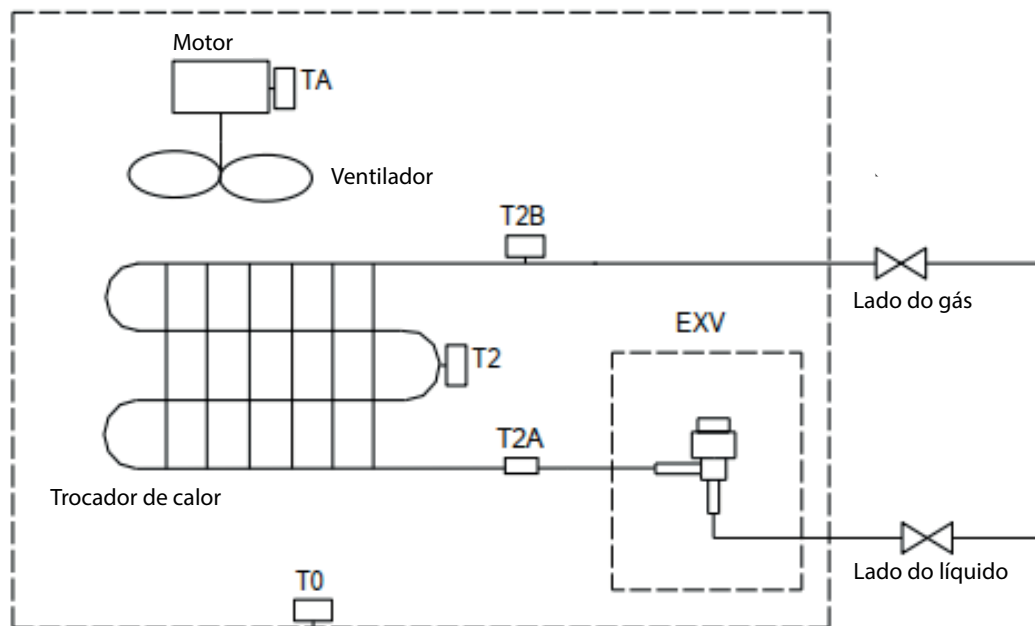 Motor
TA
Ventilador
T2B
Lado do gás
EXV
T2
T2A
Trocador de calor
Lado do líquido
T0